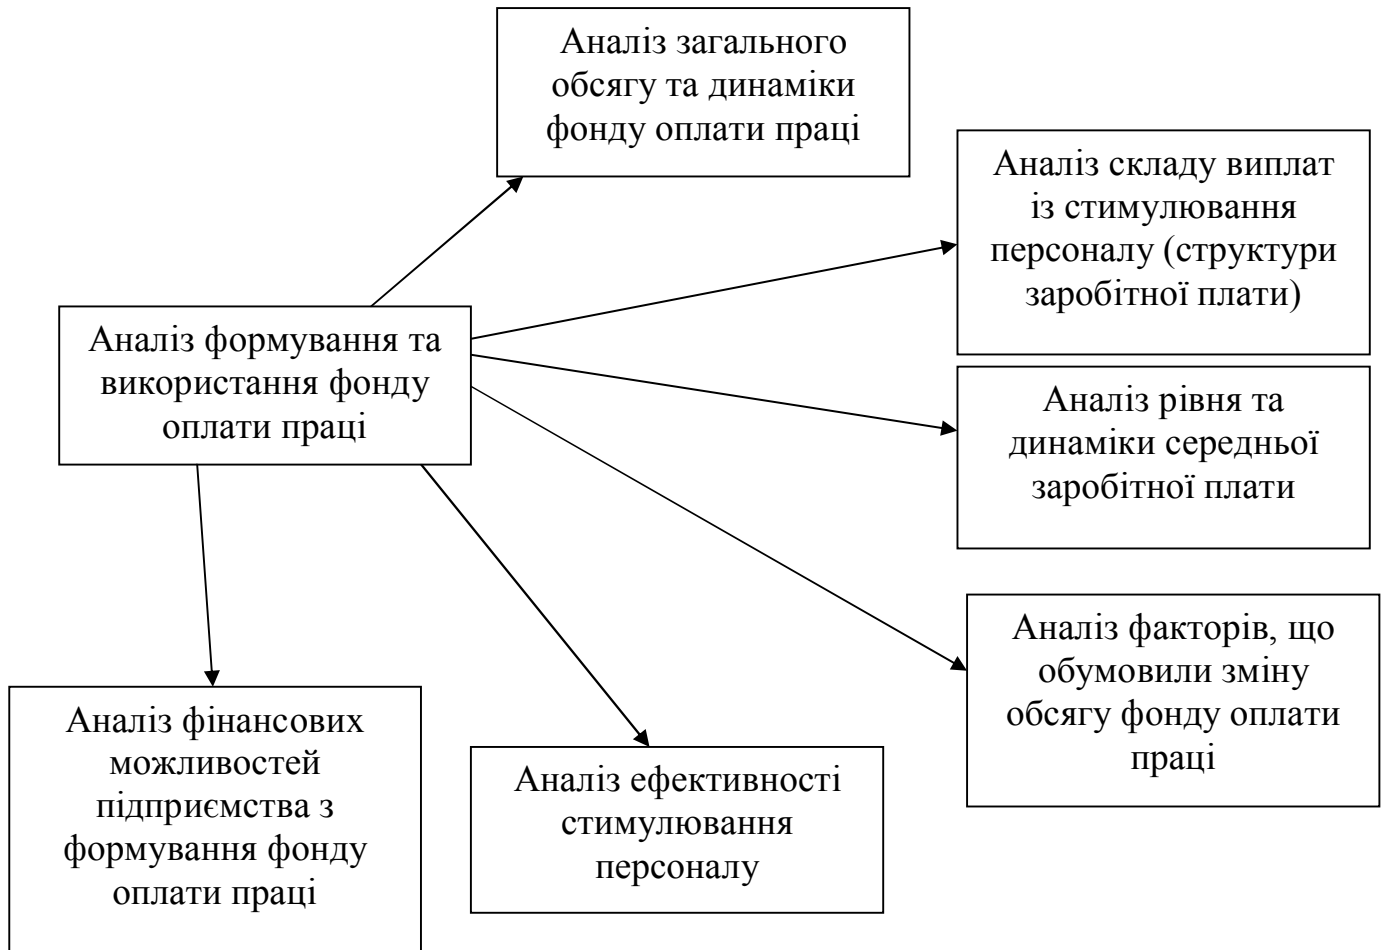 Аналіз загального
обсягу та динаміки
фонду оплати праці
Аналіз складу виплат
із стимулювання
персоналу (структури
заробітної плати)
Аналіз формування та
використання фонду
оплати праці
Аналіз рівня та
динаміки середньої
заробітної плати
Аналіз факторів, що
обумовили зміну
обсягу фонду оплати
праці
Аналіз фінансових
можливостей
підприємства з
формування фонду
оплати праці
Аналіз ефективності
стимулювання
персоналу